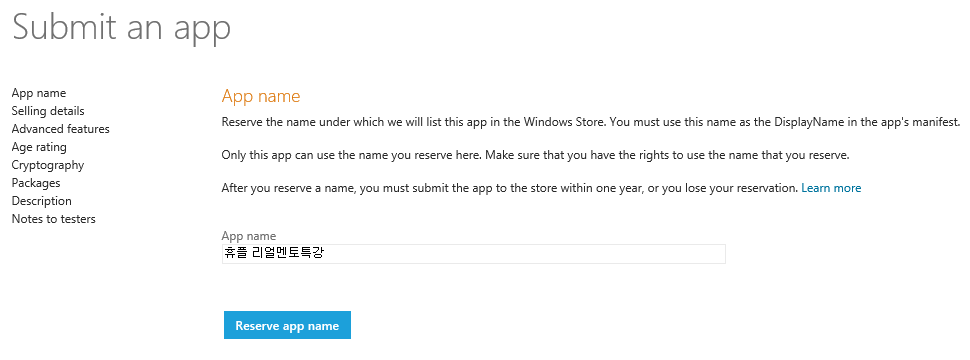 Submit an app
App name
Selling details
Advanced features
Age rating
Cryptography
Packages
Description
Notes to testers
App name
Reserve the name under which we will list this app in the Windows Store. You must use this name as the DisplayName in the app's manifest.
Only this app can use the name you reserve here. Make sure that you have the rights to use the name that you reserve.
After you reserve a name, you must submit the app to the store within one year, or you lose your reservation. Learn more
App name
휴플 리얼멘토특강
Reserve app name